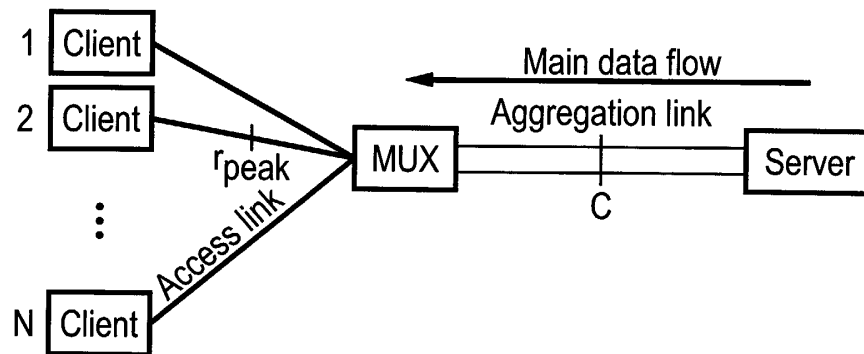 1 Client
2 Client
N Client
r_peak
Access link
MUX
Main data flow
Aggregation link
C
Server